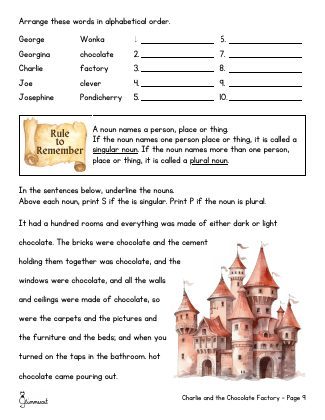 Arrange these words in alphabetical order.
George Wonka 1. 5.
Georgina chocolate 2. 7.
Charlie factory 3. 8.
Joe clever 4. 9.
Josephine Pondicherry 5. 10.
Rule
to
Remember
A noun names a person, place or thing.
If the noun names one person place or thing, it is called a
singular noun. If the noun names more than one person,
place or thing, it is called a plural noun.
In the sentences below, underline the nouns.
Above each noun, print S if the is singular. Print P if the noun is plural.
It had a hundred rooms and everything was made of either dark or light
chocolate. The bricks were chocolate and the cement
holding them together was chocolate, and the
windows were chocolate, and all the walls
and ceilings were made of chocolate, so
were the carpets and the pictures and
the furniture and the beds; and when you
turned on the taps in the bathroom. hot
chocolate came pouring out.
Charlie and the Chocolate Factory - Page 9